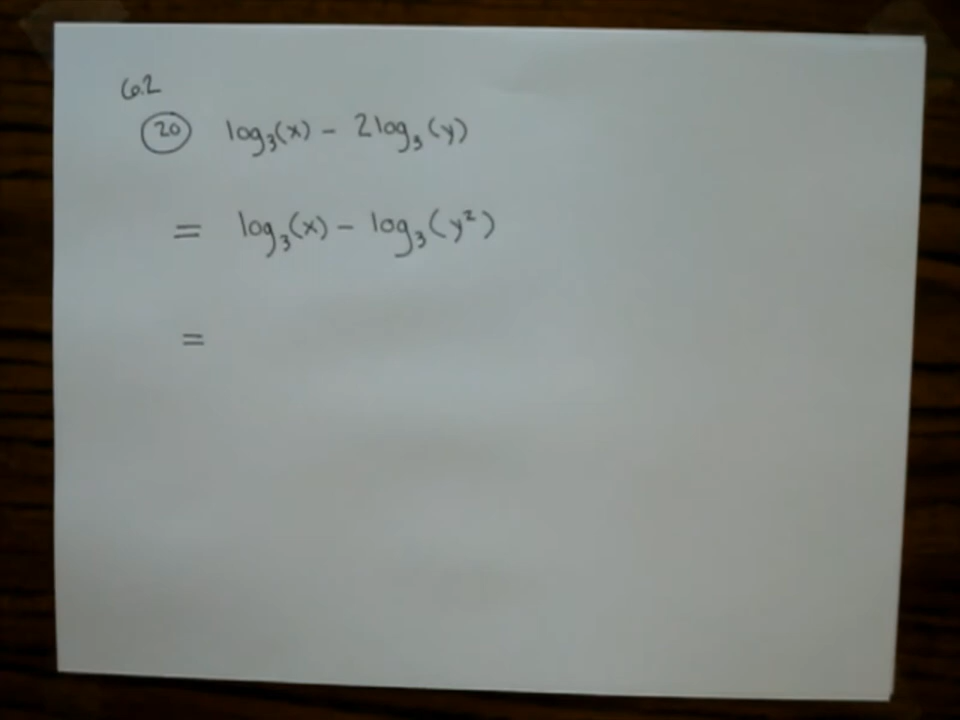 6.2
20 log₃(x) − 2log₃(y)
= log₃(x) − log₃(y²)
=